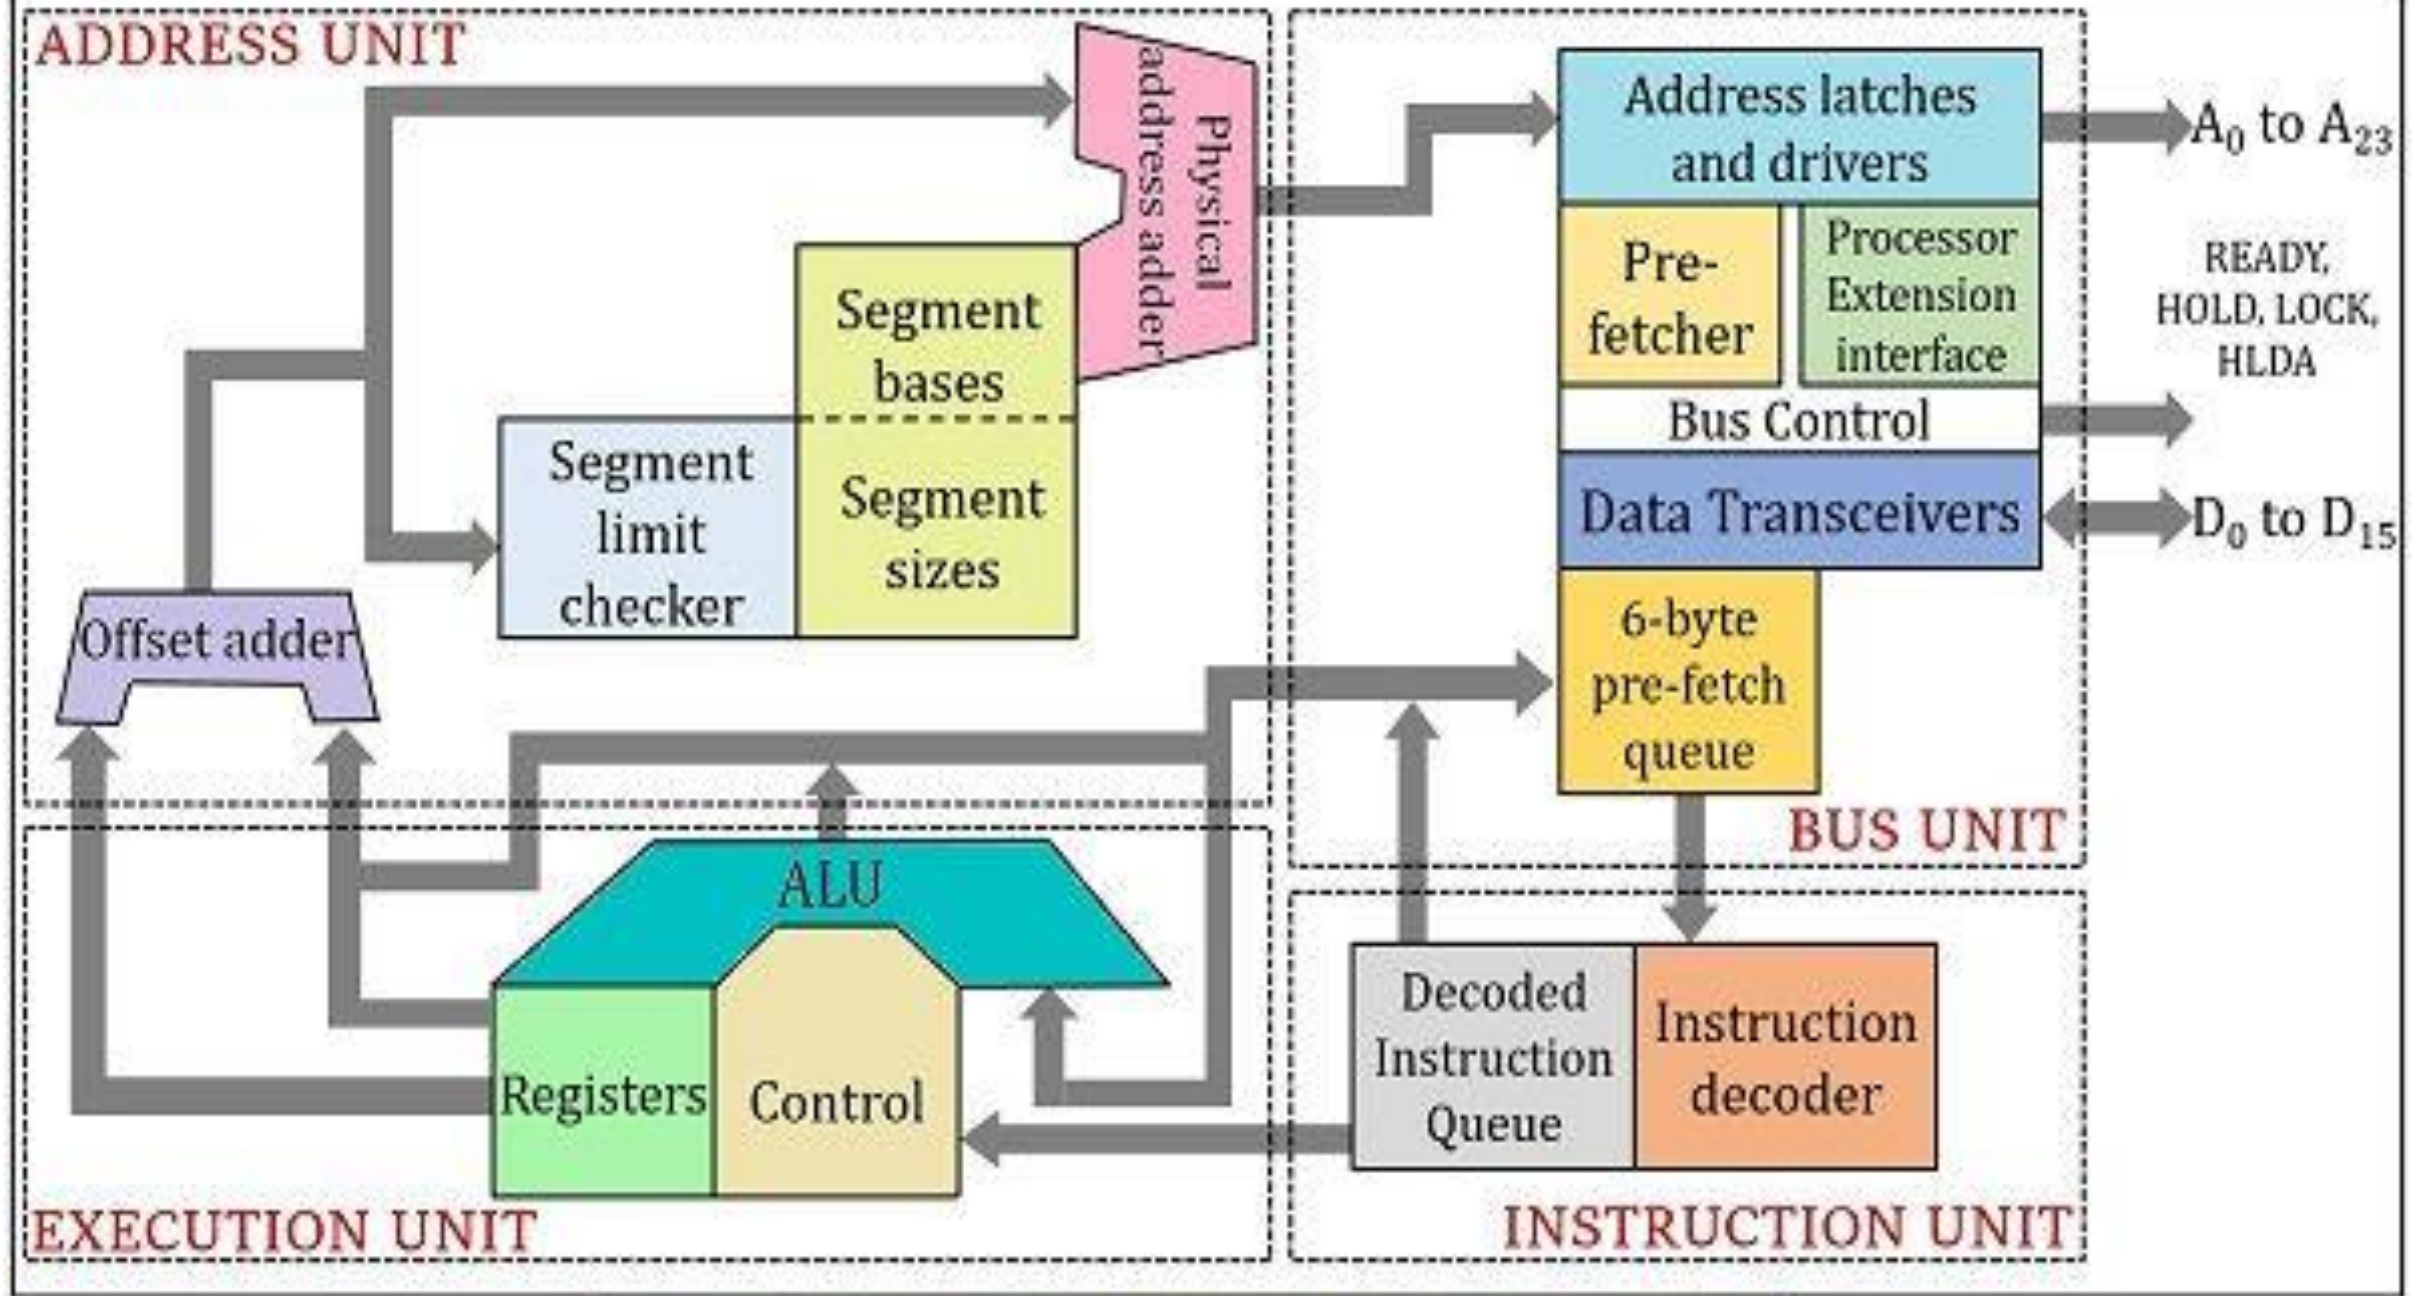 ADDRESS UNIT
Physical
address adder
Segment
bases
Segment
sizes
Segment
limit
checker
Offset adder
Address latches
and drivers
Pre-
fetcher
Processor
Extension
interface
Bus Control
Data Transceivers
6-byte
pre-fetch
queue
BUS UNIT
A₀ to A₂₃
READY,
HOLD, LOCK,
HLDA
D₀ to D₁₅
ALU
Registers
Control
EXECUTION UNIT
Decoded
Instruction
Queue
Instruction
decoder
INSTRUCTION UNIT